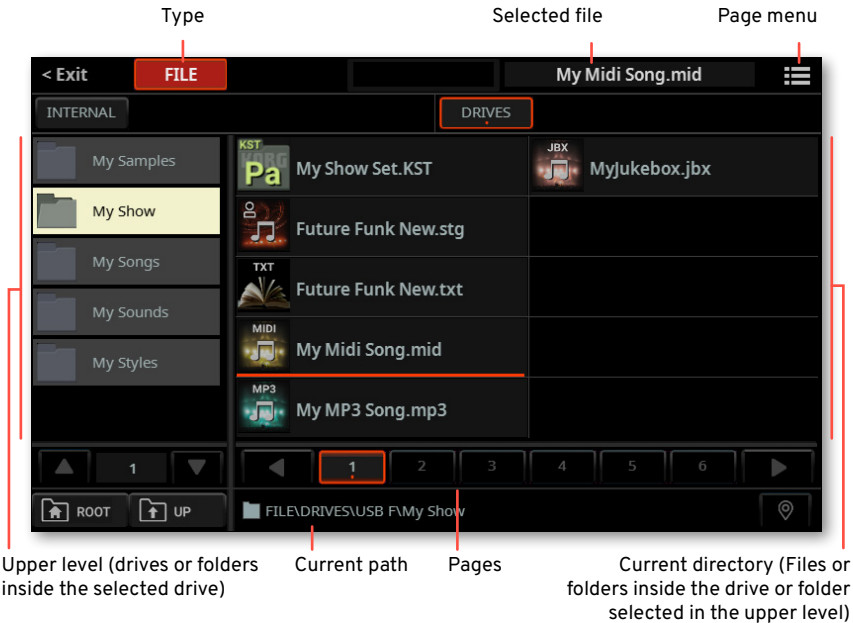 Type
Selected file
Page menu
< Exit
FILE
My Midi Song.mid
INTERNAL
DRIVES
My Samples
My Show
My Songs
My Sounds
My Styles
KST
KORG
Pa
My Show Set.KST
JBX
MyJukebox.jbx
Future Funk New.stg
TXT
Future Funk New.txt
MIDI
My Midi Song.mid
MP3
My MP3 Song.mp3
1
1
2
3
4
5
6
ROOT
UP
FILE\DRIVES\USB F\My Show
Upper level (drives or folders
inside the selected drive)
Current path
Pages
Current directory (Files or
folders inside the drive or folder
selected in the upper level)